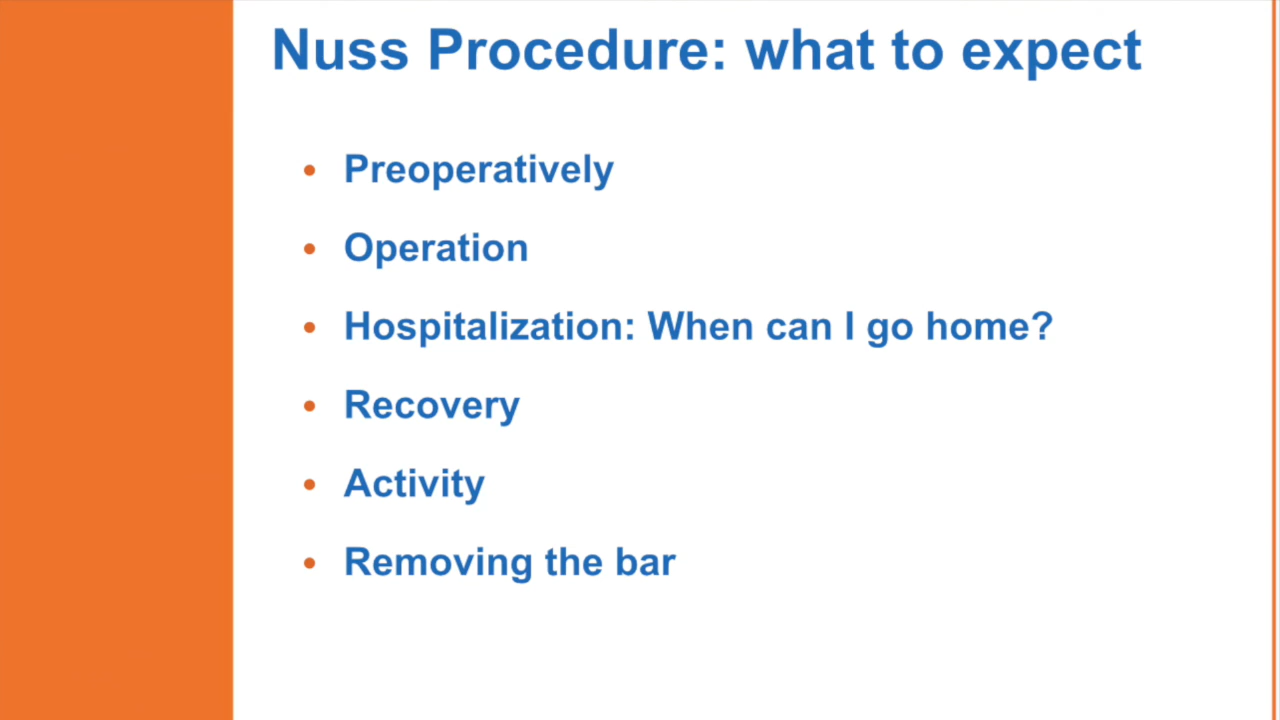 Nuss Procedure: what to expect
• Preoperatively
• Operation
• Hospitalization: When can I go home?
• Recovery
• Activity
• Removing the bar